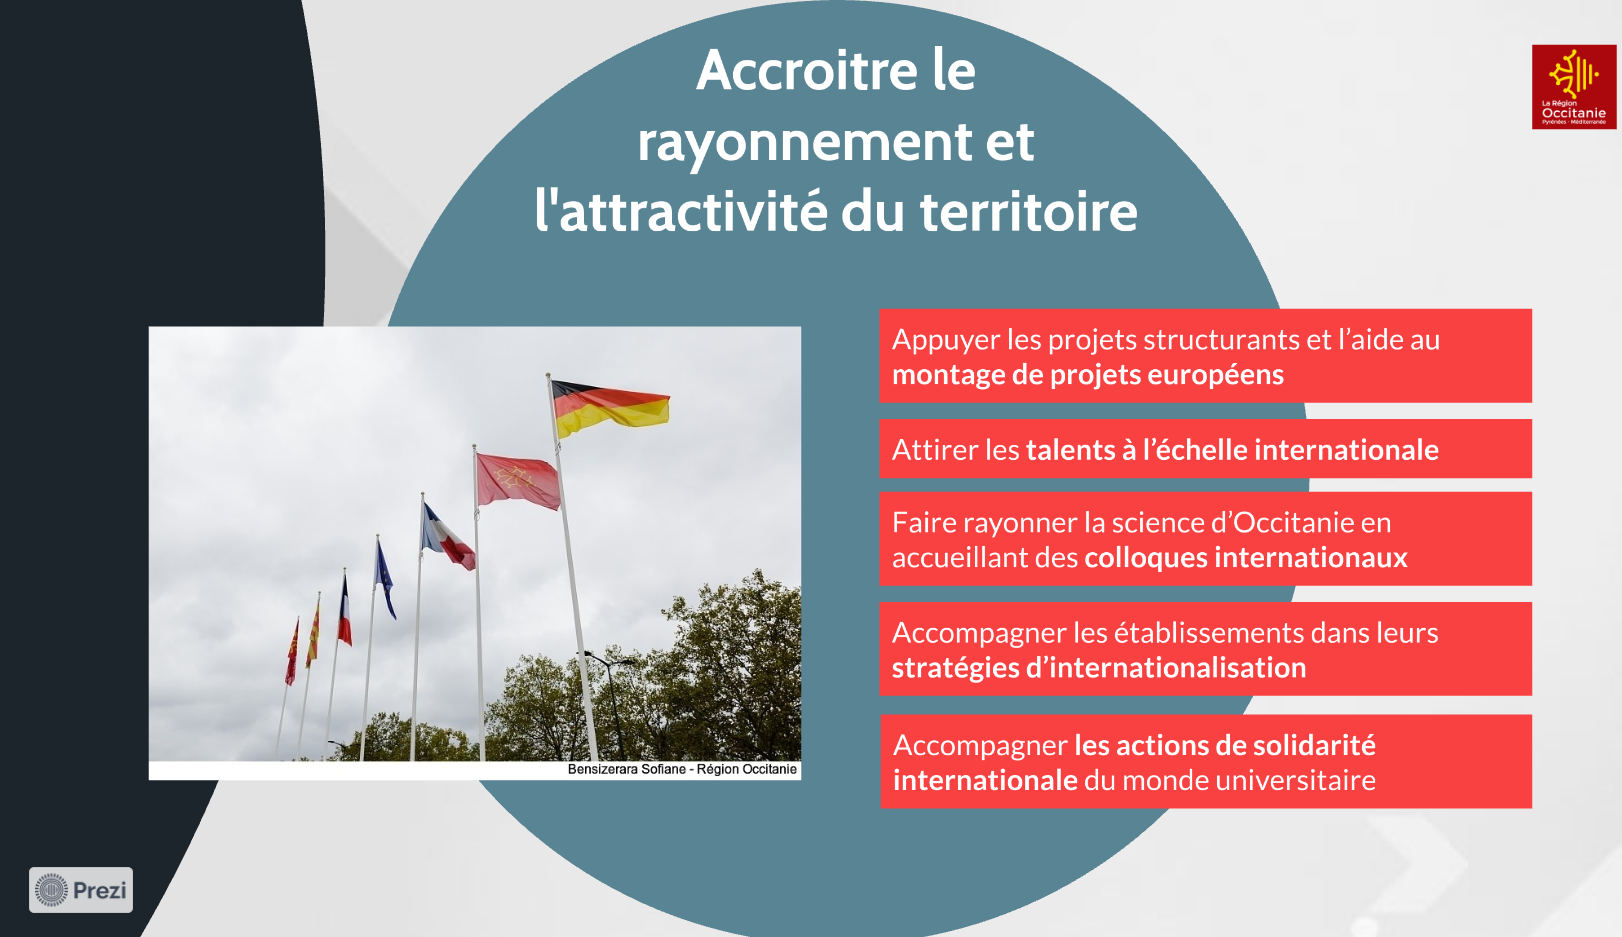 Accroitre le
rayonnement et
l'attractivité du territoire
La Région
Occitanie
Pyrénées - Méditerranée
Appuyer les projets structurants et l’aide au
montage de projets européens
Attirer les talents à l’échelle internationale
Faire rayonner la science d’Occitanie en
accueillant des colloques internationaux
Accompagner les établissements dans leurs
stratégies d’internationalisation
Accompagner les actions de solidarité
internationale du monde universitaire
Bensizerara Sofiane - Région Occitanie
Prezi